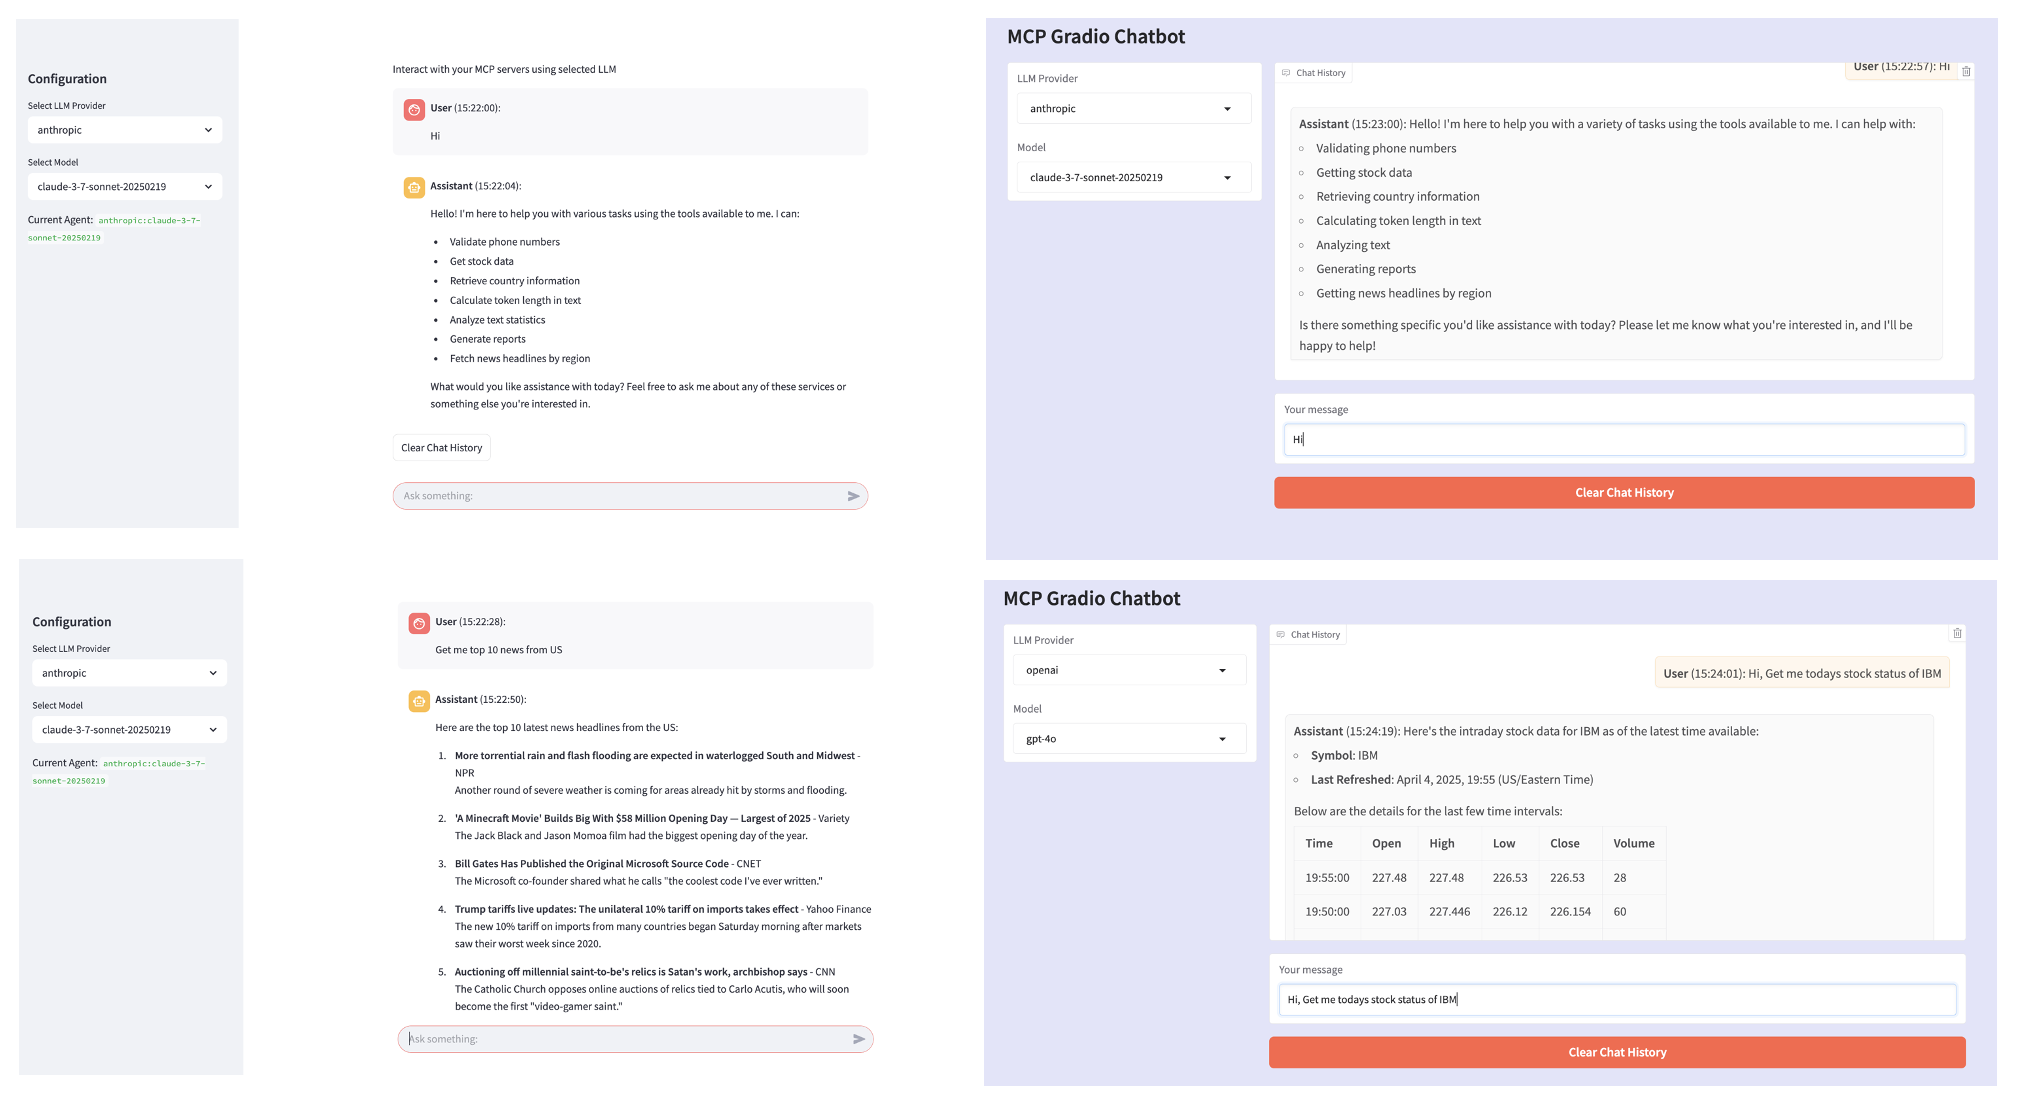 Configuration
Select LLM Provider
anthropic
Select Model
claude-3-7-sonnet-20250219
Current Agent: anthropic:claude-3-7-
sonnet-20250219
Interact with your MCP servers using selected LLM
User (15:22:00):
Hi
Assistant (15:22:04):
Hello! I'm here to help you with various tasks using the tools available to me. I can:
• Validate phone numbers
• Get stock data
• Retrieve country information
• Calculate token length in text
• Analyze text statistics
• Generate reports
• Fetch news headlines by region
What would you like assistance with today? Feel free to ask me about any of these services or
something else you're interested in.
Clear Chat History
Ask something:
MCP Gradio Chatbot
LLM Provider
anthropic
Model
claude-3-7-sonnet-20250219
Chat History
User (15:22:57): Hi
Assistant (15:23:00): Hello! I'm here to help you with a variety of tasks using the tools available to me. I can help with:
◦ Validating phone numbers
◦ Getting stock data
◦ Retrieving country information
◦ Calculating token length in text
◦ Analyzing text
◦ Generating reports
◦ Getting news headlines by region
Is there something specific you'd like assistance with today? Please let me know what you're interested in, and I'll be
happy to help!
Your message
Hi
Clear Chat History
Configuration
Select LLM Provider
anthropic
Select Model
claude-3-7-sonnet-20250219
Current Agent: anthropic:claude-3-7-
sonnet-20250219
User (15:22:28):
Get me top 10 news from US
Assistant (15:22:50):
Here are the top 10 latest news headlines from the US:
1. More torrential rain and flash flooding are expected in waterlogged South and Midwest -
NPR
Another round of severe weather is coming for areas already hit by storms and flooding.
2. 'A Minecraft Movie' Builds Big With $58 Million Opening Day — Largest of 2025 - Variety
The Jack Black and Jason Momoa film had the biggest opening day of the year.
3. Bill Gates Has Published the Original Microsoft Source Code - CNET
The Microsoft co-founder shared what he calls "the coolest code I've ever written."
4. Trump tariffs live updates: The unilateral 10% tariff on imports takes effect - Yahoo Finance
The new 10% tariff on imports from many countries began Saturday morning after markets
saw their worst week since 2020.
5. Auctioning off millennial saint-to-be's relics is Satan's work, archbishop says - CNN
The Catholic Church opposes online auctions of relics tied to Carlo Acutis, who will soon
become the first "video-gamer saint."
Ask something:
MCP Gradio Chatbot
LLM Provider
openai
Model
gpt-4o
Chat History
User (15:24:01): Hi, Get me todays stock status of IBM
Assistant (15:24:19): Here's the intraday stock data for IBM as of the latest time available:
◦ Symbol: IBM
◦ Last Refreshed: April 4, 2025, 19:55 (US/Eastern Time)
Below are the details for the last few time intervals:
Time Open High Low Close Volume
19:55:00 227.48 227.48 226.53 226.53 28
19:50:00 227.03 227.446 226.12 226.154 60
Your message
Hi, Get me todays stock status of IBM
Clear Chat History